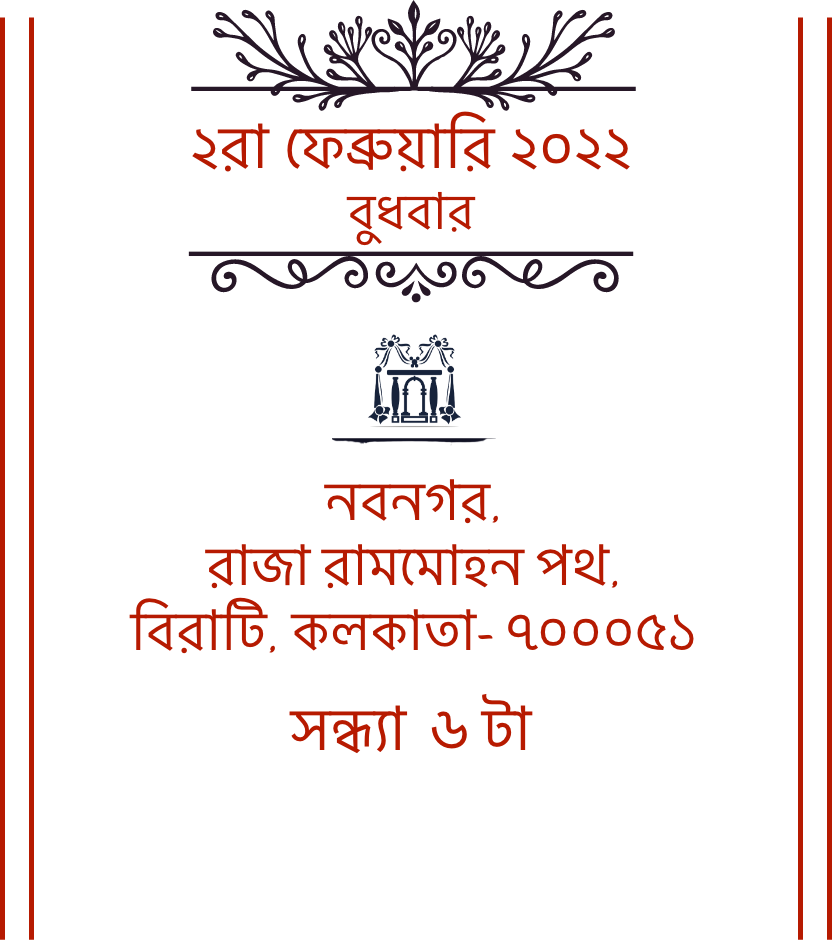 ২রা ফেব্রুয়ারি ২০২২
বুধবার
নবনগর,
রাজা রামমোহন পথ,
বিরাটি, কলকাতা- ৭০০০৫১
সন্ধ্যা ৬ টা